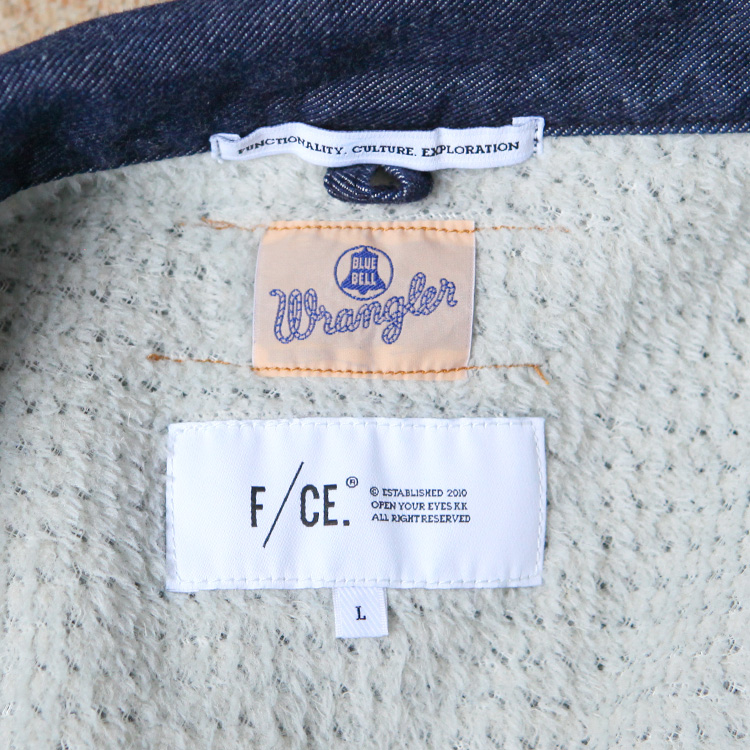 FUNCTIONALITY. CULTURE. EXPLORATION
BLUE
BELL
Wrangler
F/CE.®
© ESTABLISHED 2010
OPEN YOUR EYES KK
ALL RIGHT RESERVED
L